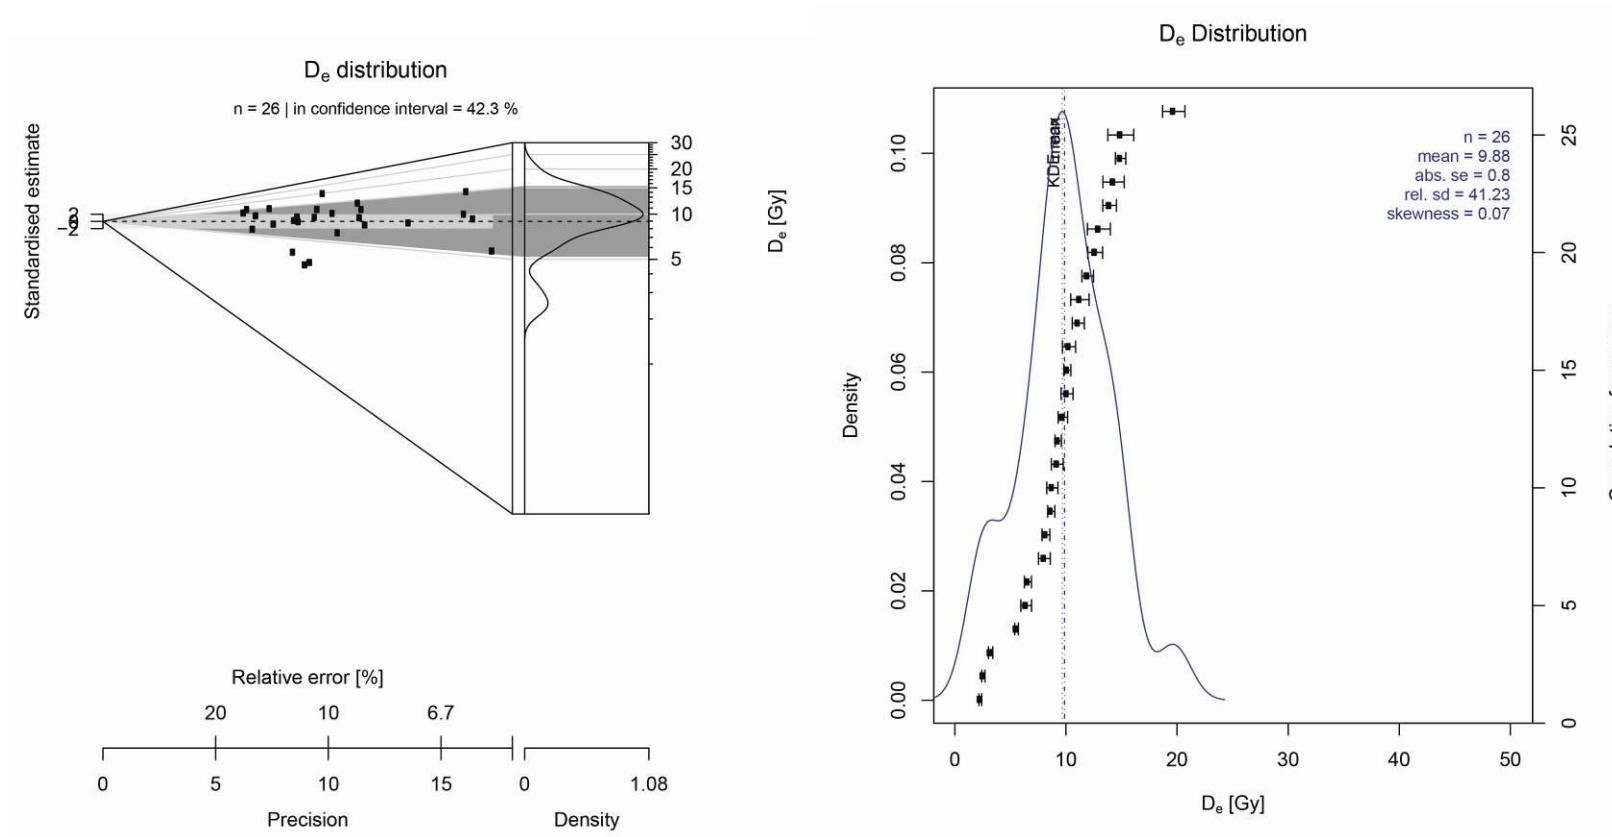 De distribution
n = 26 | in confidence interval = 42.3 %
Standardised estimate
2
−2
30
20
15
10
5
De [Gy]
Relative error [%]
20 10 6.7
0 5 10 15 0 1.08
Precision Density
De Distribution
n = 26
mean = 9.88
abs. se = 0.8
rel. sd = 41.23
skewness = 0.07
Density
0.10
0.08
0.06
0.04
0.02
0.00
25
20
15
10
5
0
0 10 20 30 40 50
De [Gy]